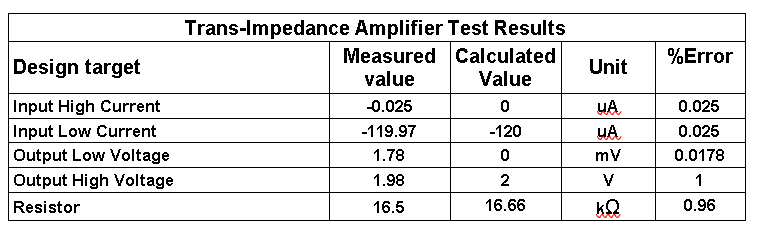 Trans-Impedance Amplifier Test Results
Design target Measured value Calculated Value Unit %Error
Input High Current -0.025 0 uA 0.025
Input Low Current -119.97 -120 uA 0.025
Output Low Voltage 1.78 0 mV 0.0178
Output High Voltage 1.98 2 V 1
Resistor 16.5 16.66 kΩ 0.96